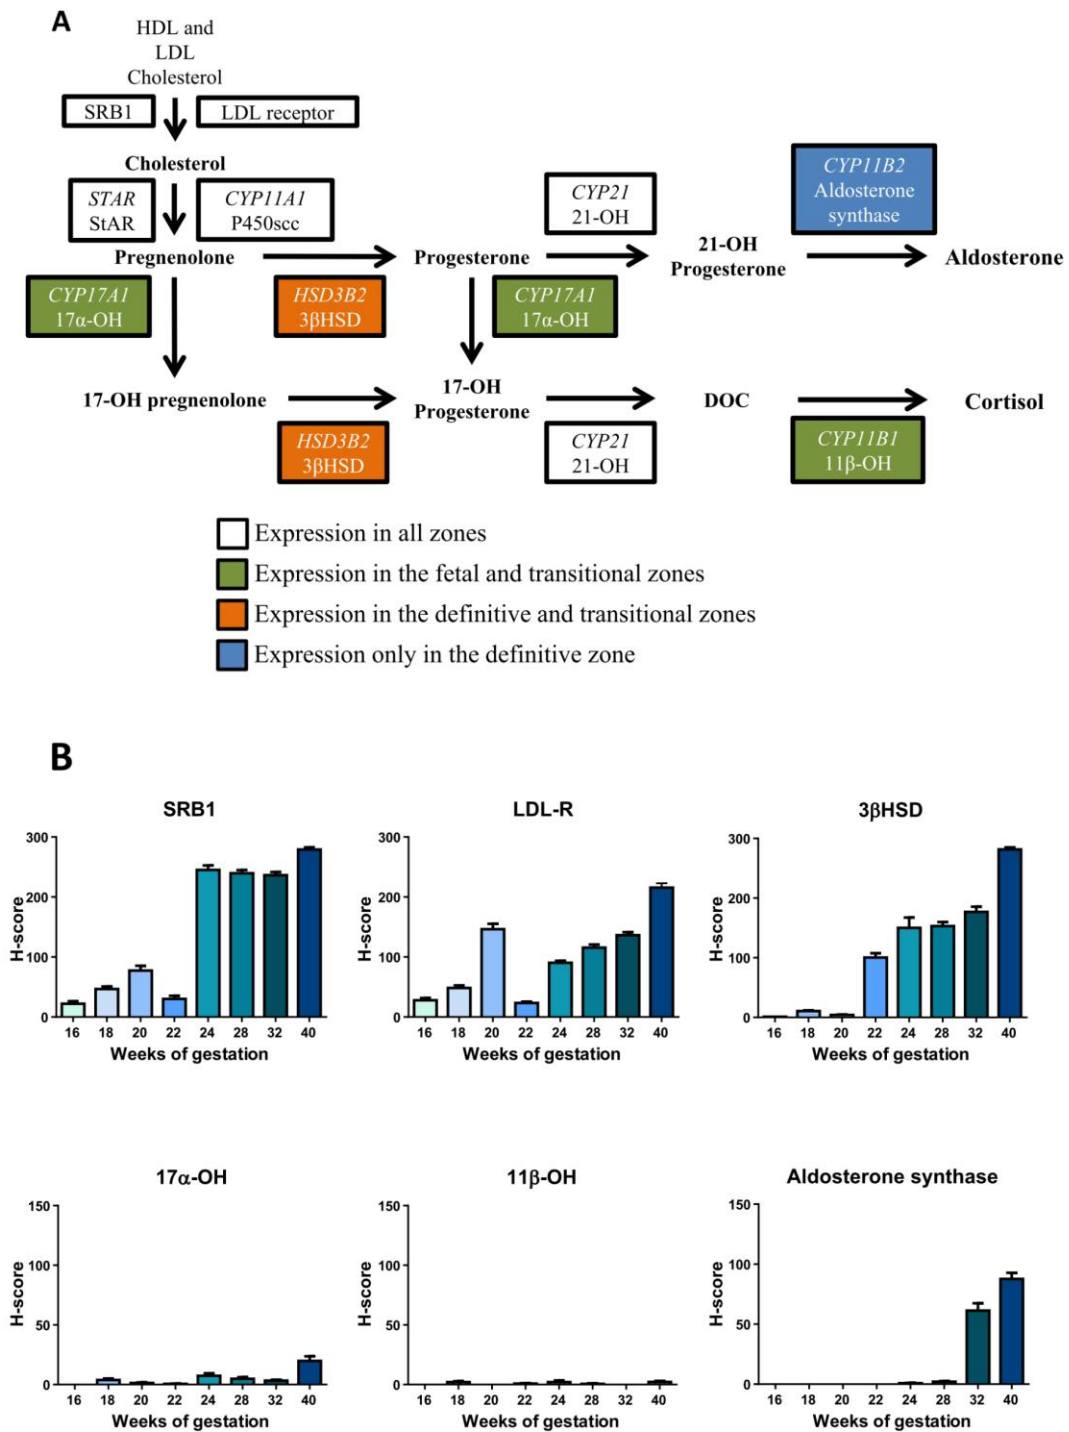 A
HDL and
LDL
Cholesterol
SRB1
LDL receptor
Cholesterol
STAR
StAR
CYP11A1
P450scc
CYP21
21-OH
CYP11B2
Aldosterone
synthase
Pregnenolone
Progesterone
21-OH
Progesterone
Aldosterone
CYP17A1
17α-OH
HSD3B2
3βHSD
CYP17A1
17α-OH
17-OH pregnenolone
17-OH
Progesterone
DOC
Cortisol
HSD3B2
3βHSD
CYP21
21-OH
CYP11B1
11β-OH
Expression in all zones
Expression in the fetal and transitional zones
Expression in the definitive and transitional zones
Expression only in the definitive zone
B
SRB1
H-score
300
200
100
0
16 18 20 22 24 28 32 40
Weeks of gestation
LDL-R
H-score
300
200
100
0
16 18 20 22 24 28 32 40
Weeks of gestation
3βHSD
H-score
300
200
100
0
16 18 20 22 24 28 32 40
Weeks of gestation
17α-OH
H-score
150
100
50
0
16 18 20 22 24 28 32 40
Weeks of gestation
11β-OH
H-score
150
100
50
0
16 18 20 22 24 28 32 40
Weeks of gestation
Aldosterone synthase
H-score
150
100
50
0
16 18 20 22 24 28 32 40
Weeks of gestation